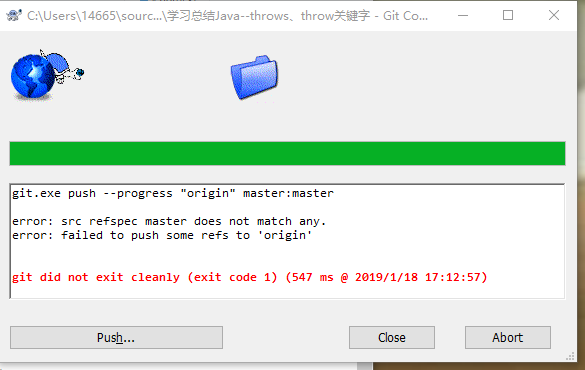 C:\Users\14665\sourc...\学习总结Java--throws、throw关键字 - Git Co...
git.exe push --progress "origin" master:master
error: src refspec master does not match any.
error: failed to push some refs to 'origin'
git did not exit cleanly (exit code 1) (547 ms @ 2019/1/18 17:12:57)
Push... Close Abort